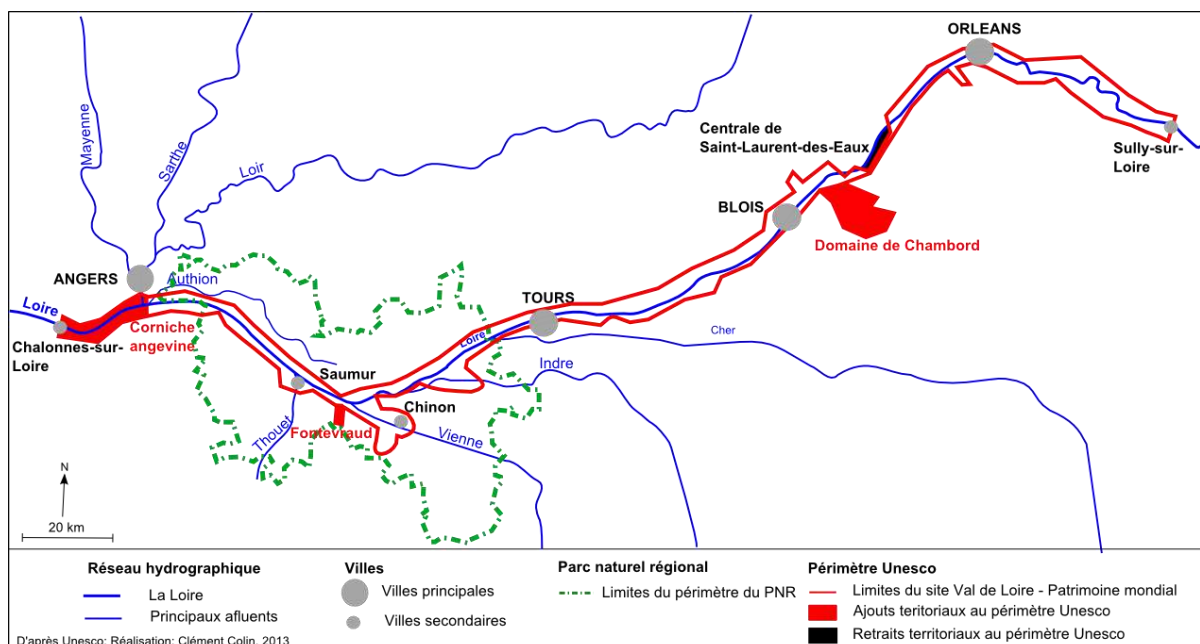 ORLEANS
Mayenne
Sarthe
Loir
Centrale de
Saint-Laurent-des-Eaux
Sully-sur-
Loire
BLOIS
Domaine de Chambord
ANGERS
Authion
Loire
TOURS
Corniche
angevine
Chalonnes-sur-
Loire
Loire
Cher
Indre
Saumur
Chinon
Thouet
Fontevraud
Vienne
N
20 km
Réseau hydrographique
La Loire
Principaux afluents
Villes
Villes principales
Villes secondaires
Parc naturel régional
Limites du périmètre du PNR
Périmètre Unesco
Limites du site Val de Loire - Patrimoine mondial
Ajouts teritoriaux au périmètre Unesco
Retraits territoriaux au périmètre Unesco
D'après Unesco; Réalisation: Clément Colin, 2013